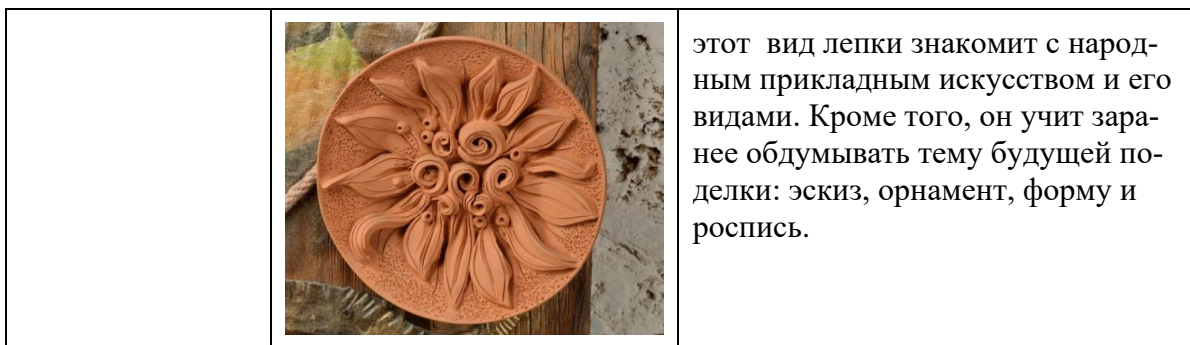 этот  вид лепки знакомит с народ-
ным прикладным искусством и его
видами. Кроме того, он учит зара-
нее обдумывать тему будущей по-
делки: эскиз, орнамент, форму и
роспись.